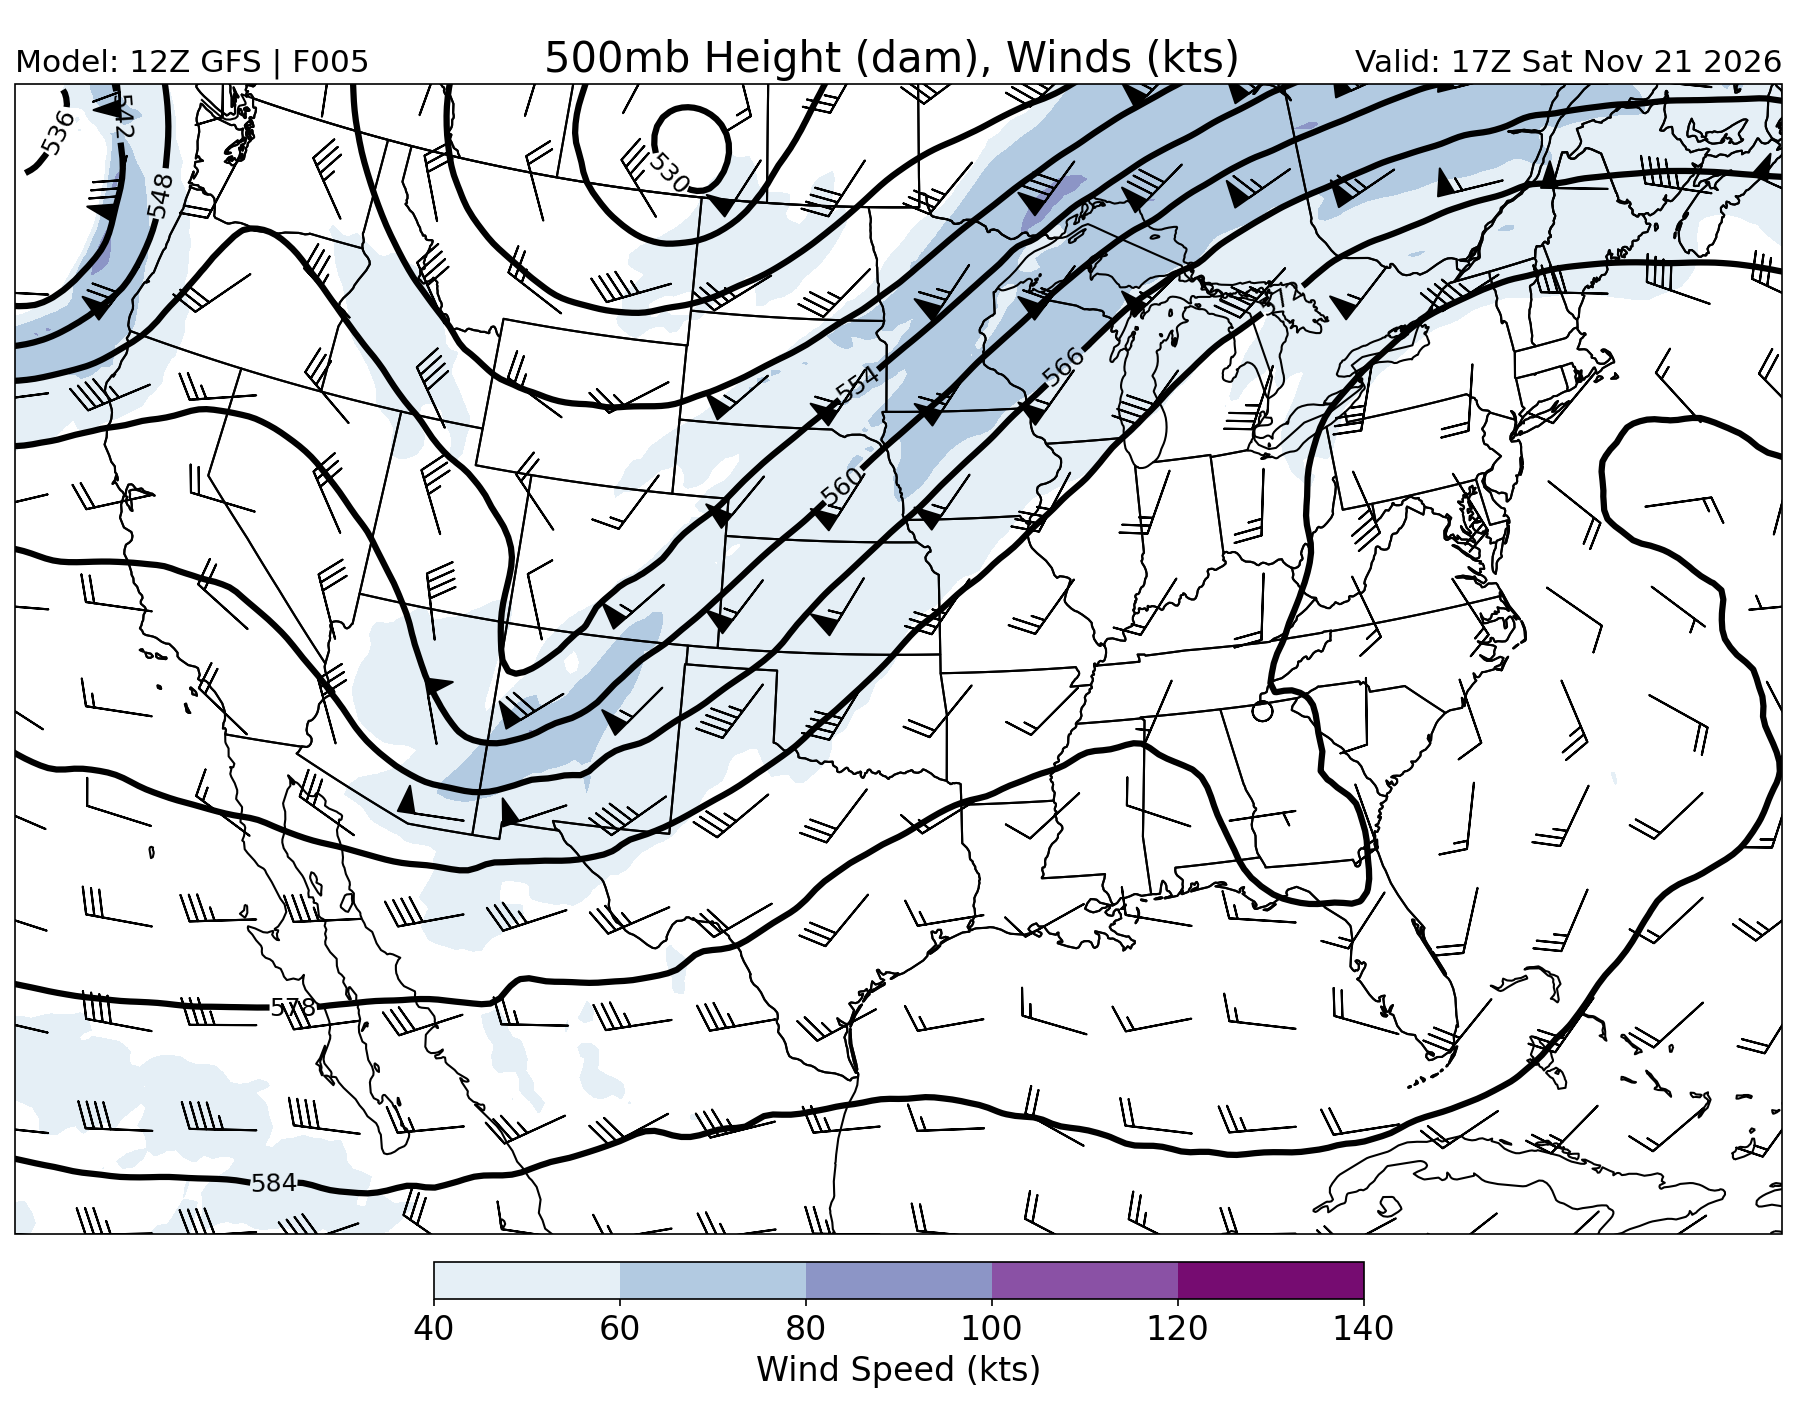 Model: 12Z GFS | F005
500mb Height (dam), Winds (kts)
Valid: 17Z Sat Nov 21 2026
536
542
548
530
554
566
560
578
584
40 60 80 100 120 140
Wind Speed (kts)